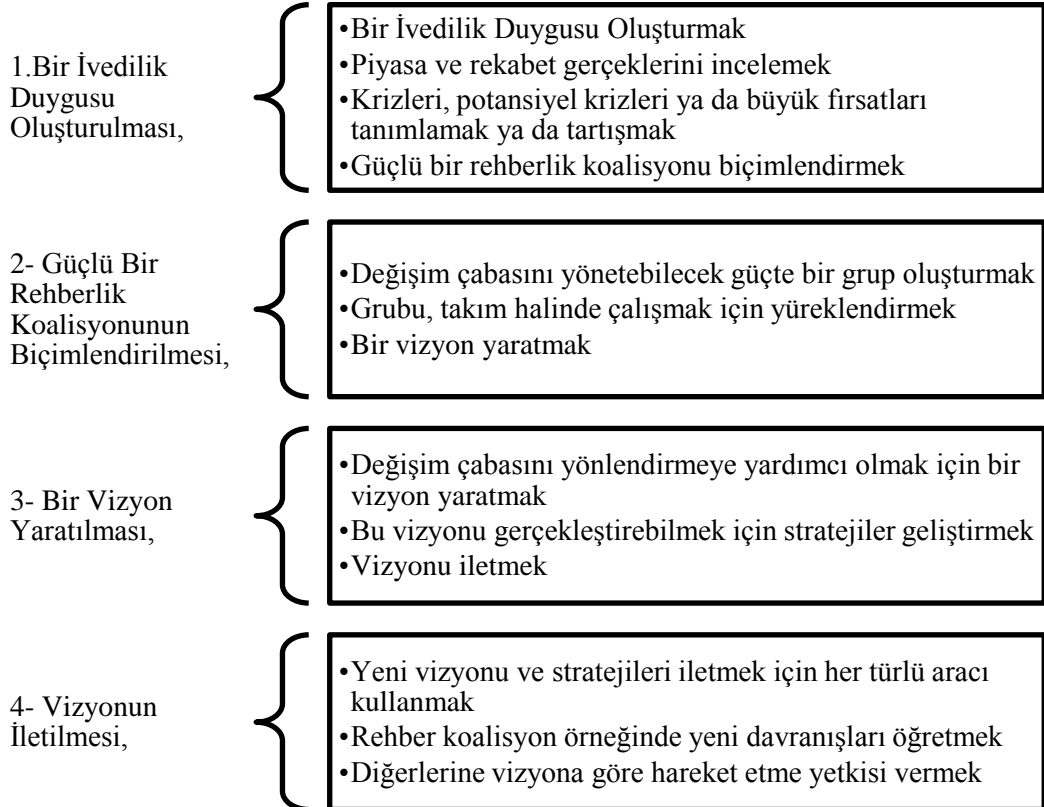 1.Bir İvedilik
Duygusu
Oluşturulması,
•Bir İvedilik Duygusu Oluşturmak
•Piyasa ve rekabet gerçeklerini incelemek
•Krizleri, potansiyel krizleri ya da büyük fırsatları
tanımlamak ya da tartışmak
•Güçlü bir rehberlik koalisyonu biçimlendirmek
2- Güçlü Bir
Rehberlik
Koalisyonunun
Biçimlendirilmesi,
•Değişim çabasını yönetebilecek güçte bir grup oluşturmak
•Grubu, takım halinde çalışmak için yüreklendirmek
•Bir vizyon yaratmak
3- Bir Vizyon
Yaratılması,
•Değişim çabasını yönlendirmeye yardımcı olmak için bir
vizyon yaratmak
•Bu vizyonu gerçekleştirebilmek için stratejiler geliştirmek
•Vizyonu iletmek
4- Vizyonun
İletilmesi,
•Yeni vizyonu ve stratejileri iletmek için her türlü aracı
kullanmak
•Rehber koalisyon örneğinde yeni davranışları öğretmek
•Diğerlerine vizyona göre hareket etme yetkisi vermek